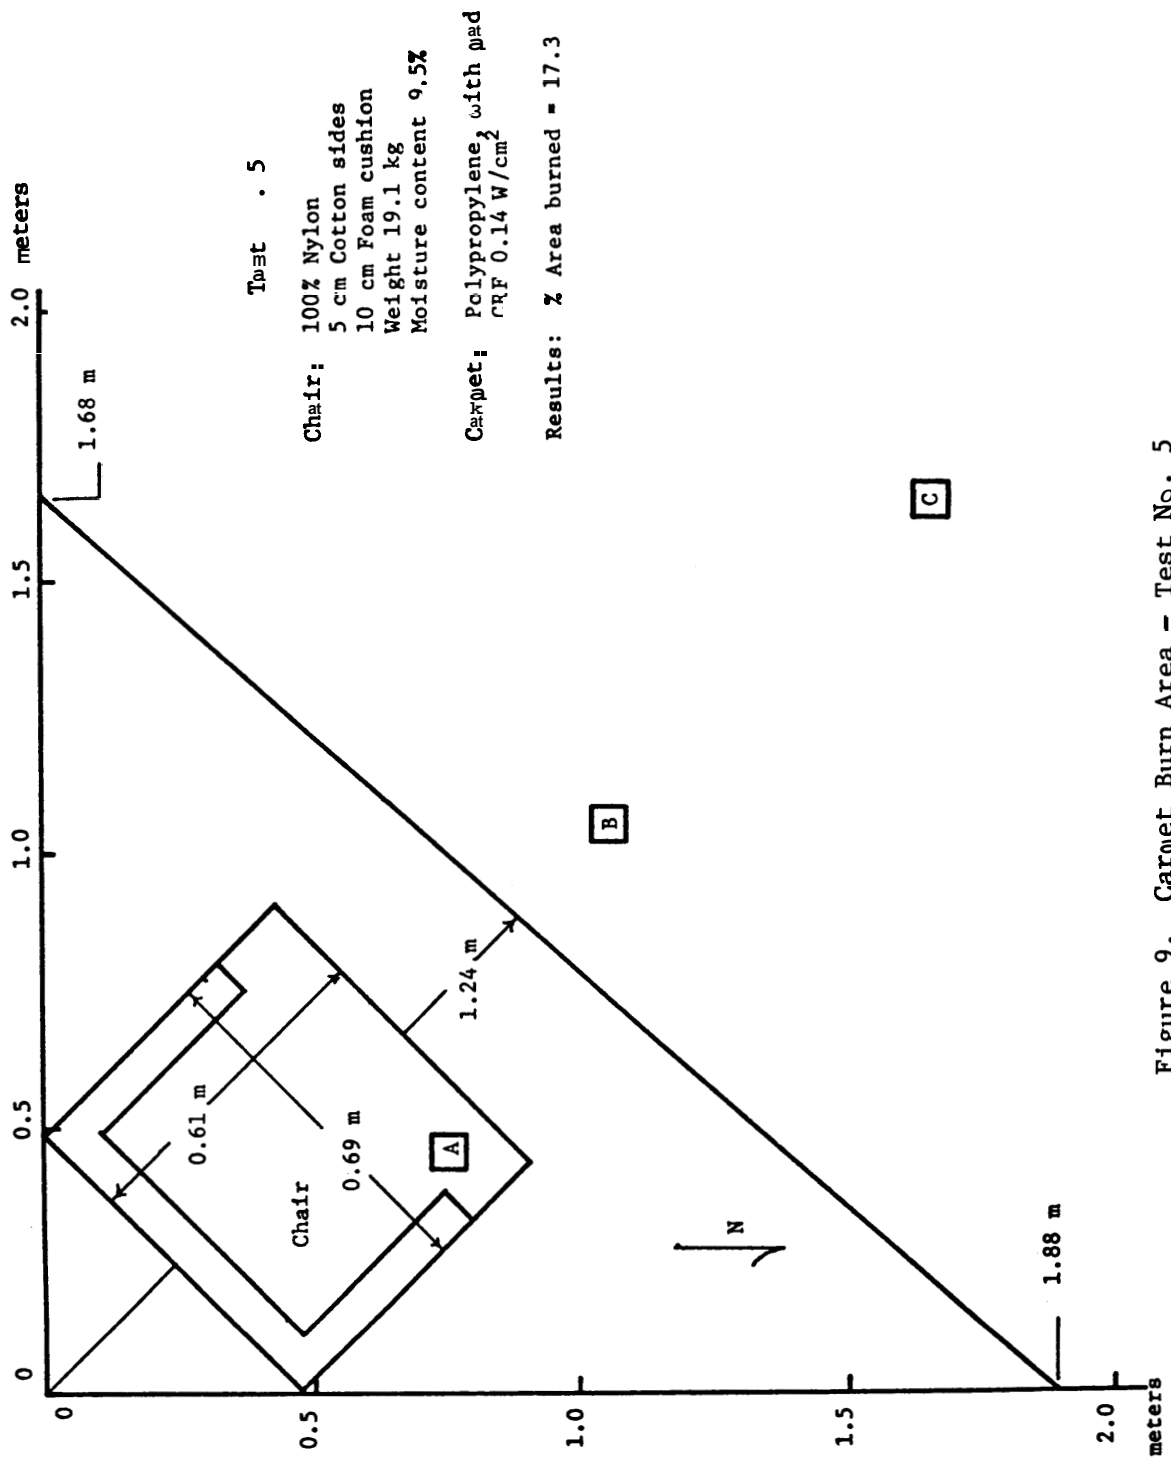 0
0.5
1.0
1.5
2.0 meters
1.68 m
. 5
Chair: 100% Nylon
5 cm Cotton sides
10 cm Foam cushion
Weight 19.1 kg
Moisture content 9.5%
Polypropylene, with pad
CRF 0.14 W/cm²
Results: % Area burned = 17.3
0.61 m
0.69 m
Chair
A
1.24 m
B
C
N
1.88 m
0
0.5
1.0
1.5
2.0
meters
Figure 9. Burn Area - Test No. 5